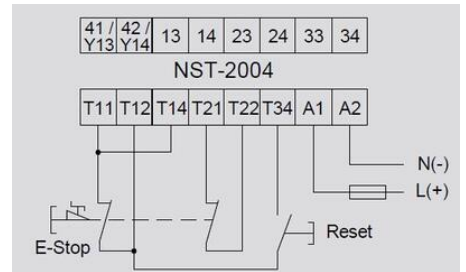 41/ 42/ 13 14 23 24 33 34
Y13 Y14
NST-2004
T11 T12 T14 T21 T22 T34 A1 A2
N(-)
L(+)
E-Stop Reset